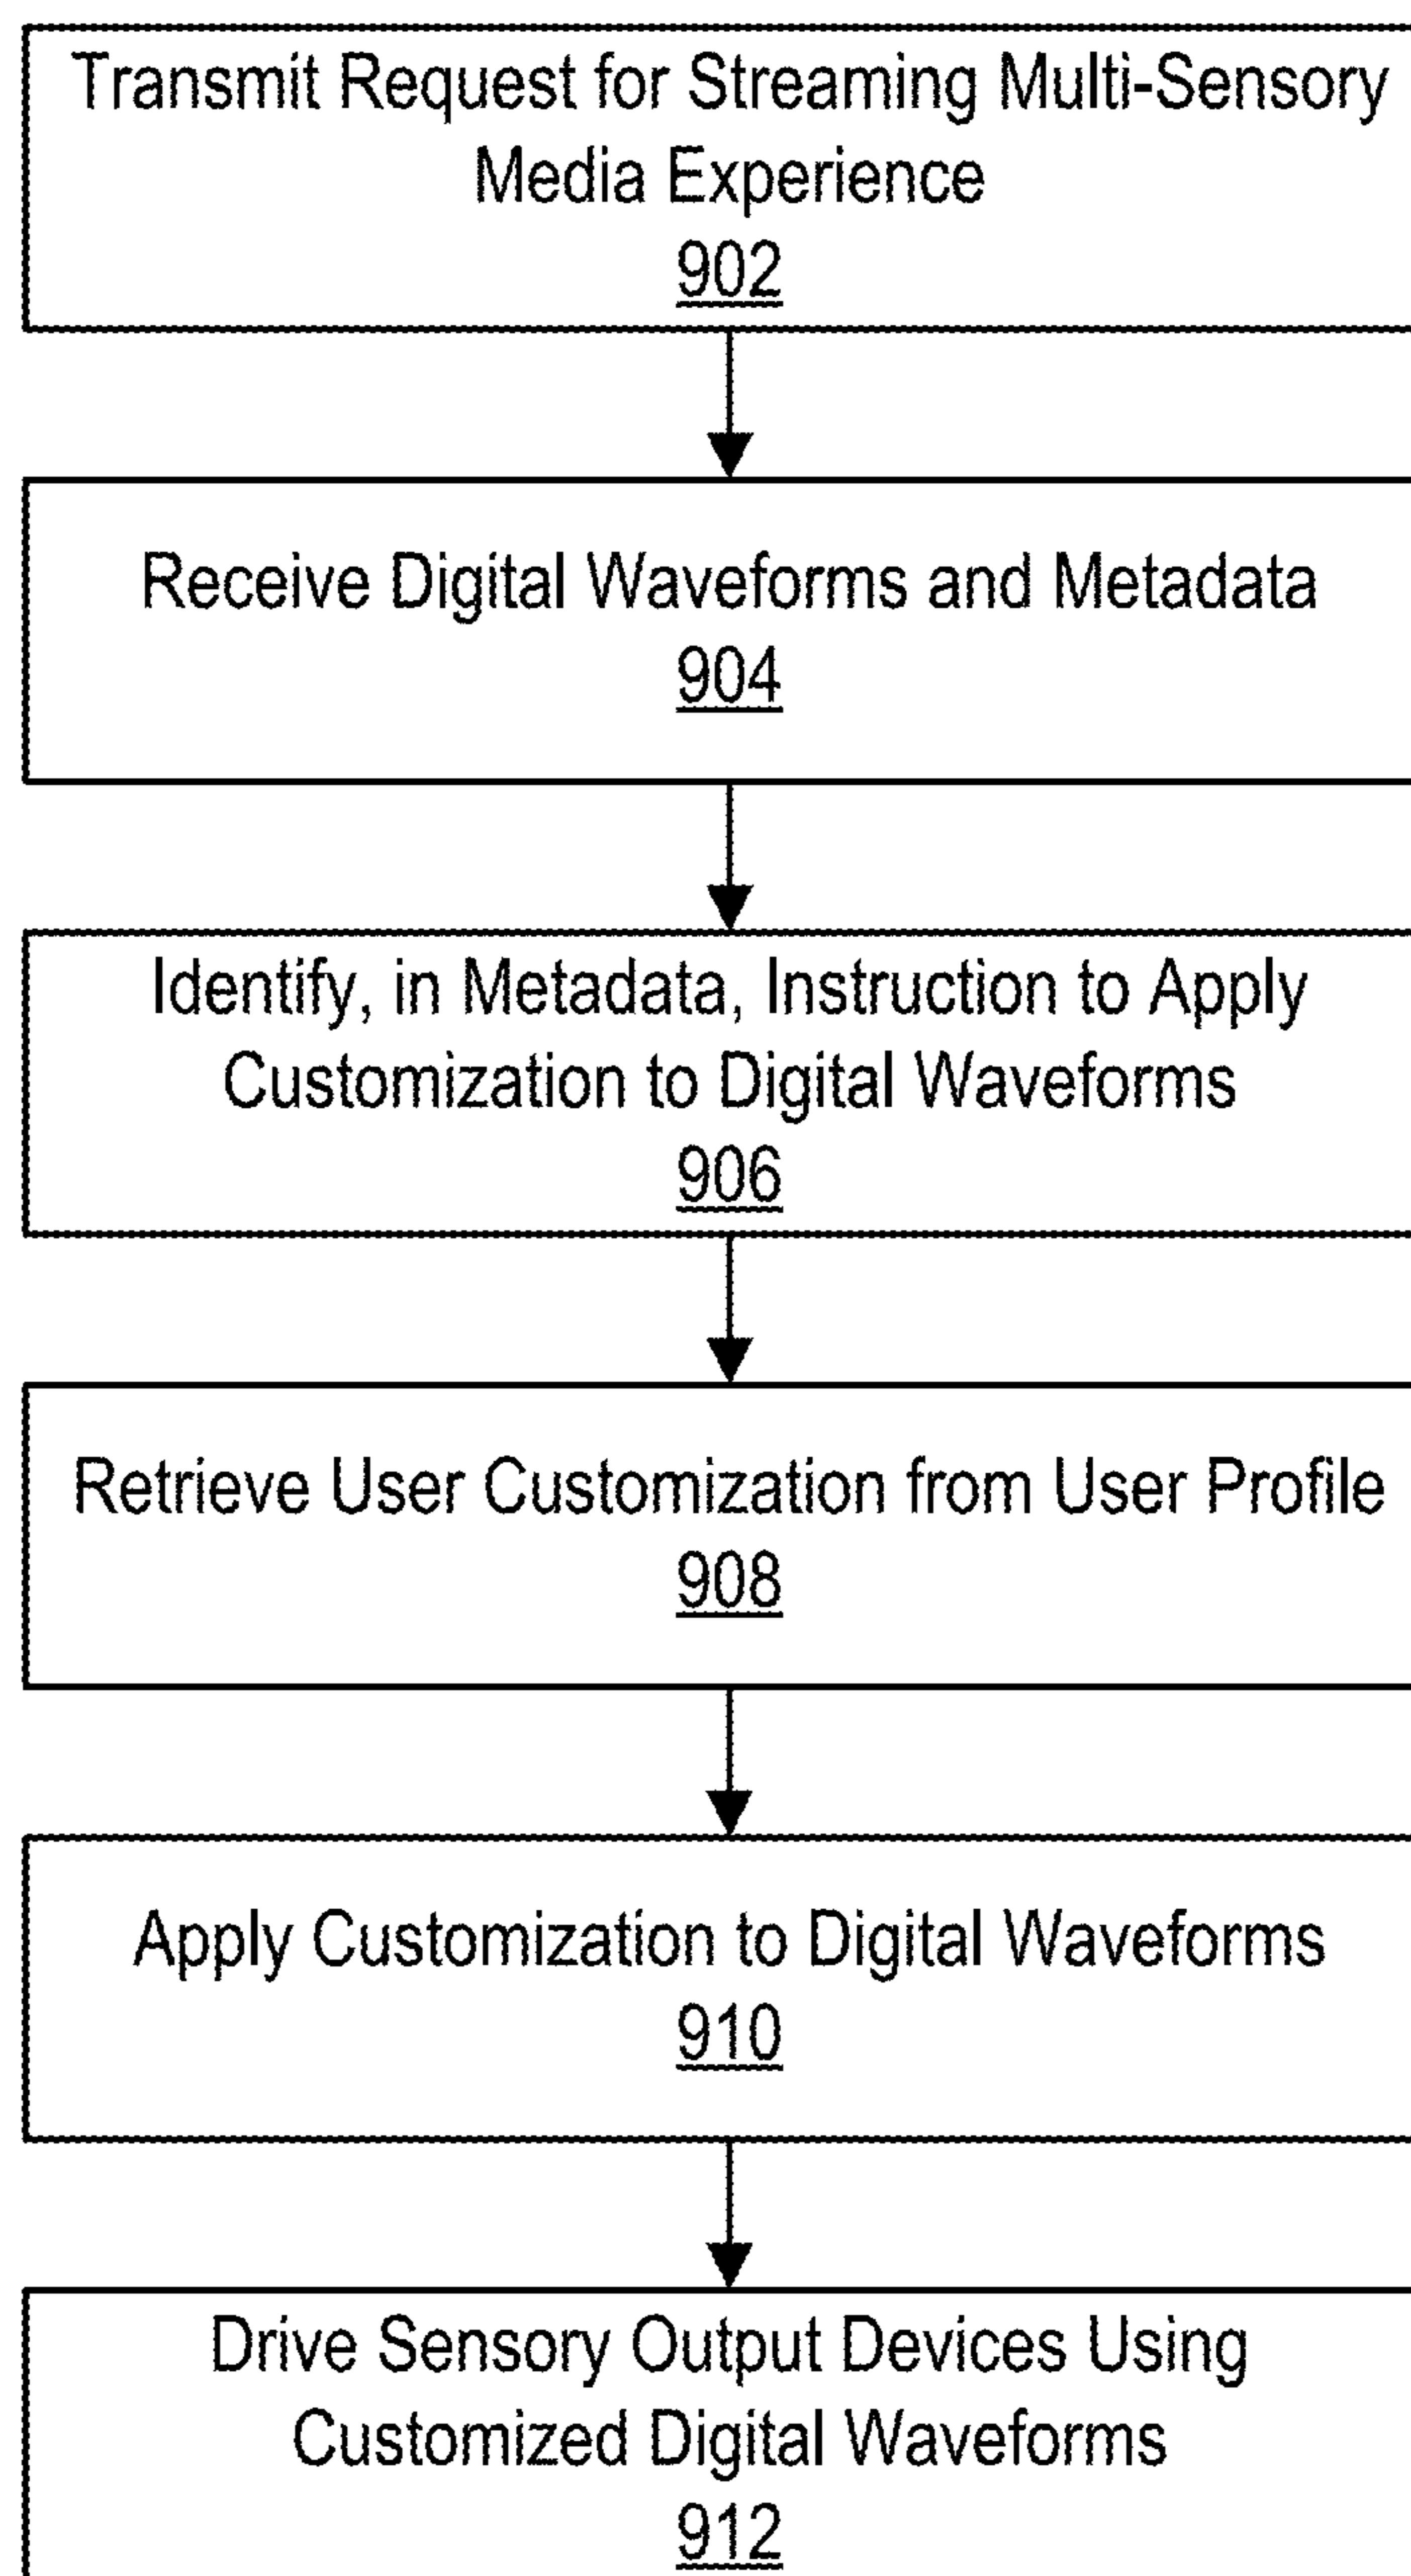 Transmit Request for Streaming Multi-Sensory
Media Experience
902
Receive Digital Waveforms and Metadata
904
Identify, in Metadata, Instruction to Apply
Customization to Digital Waveforms
906
Retrieve User Customization from User Profile
908
Apply Customization to Digital Waveforms
910
Drive Sensory Output Devices Using
Customized Digital Waveforms
912